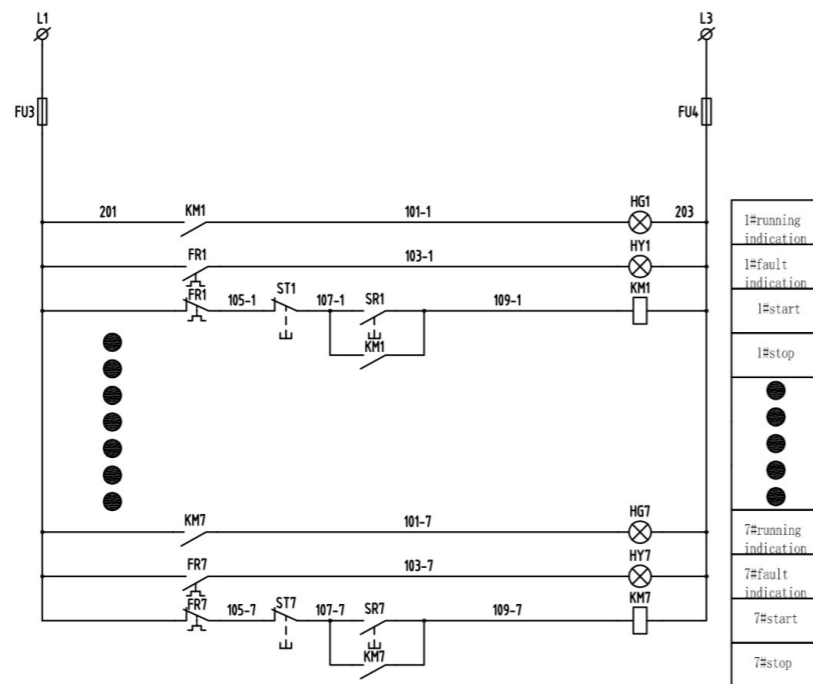 L1
L3
FU3
FU4
201
KM1
101-1
HG1
203
1#running
indication
FR1
103-1
HY1
1#fault
indication
FR1
105-1
ST1
107-1
SR1
109-1
KM1
1#start
KM1
1#stop
KM7
101-7
HG7
7#running
indication
FR7
103-7
HY7
7#fault
indication
FR7
105-7
ST7
107-7
SR7
109-7
KM7
7#start
KM7
7#stop